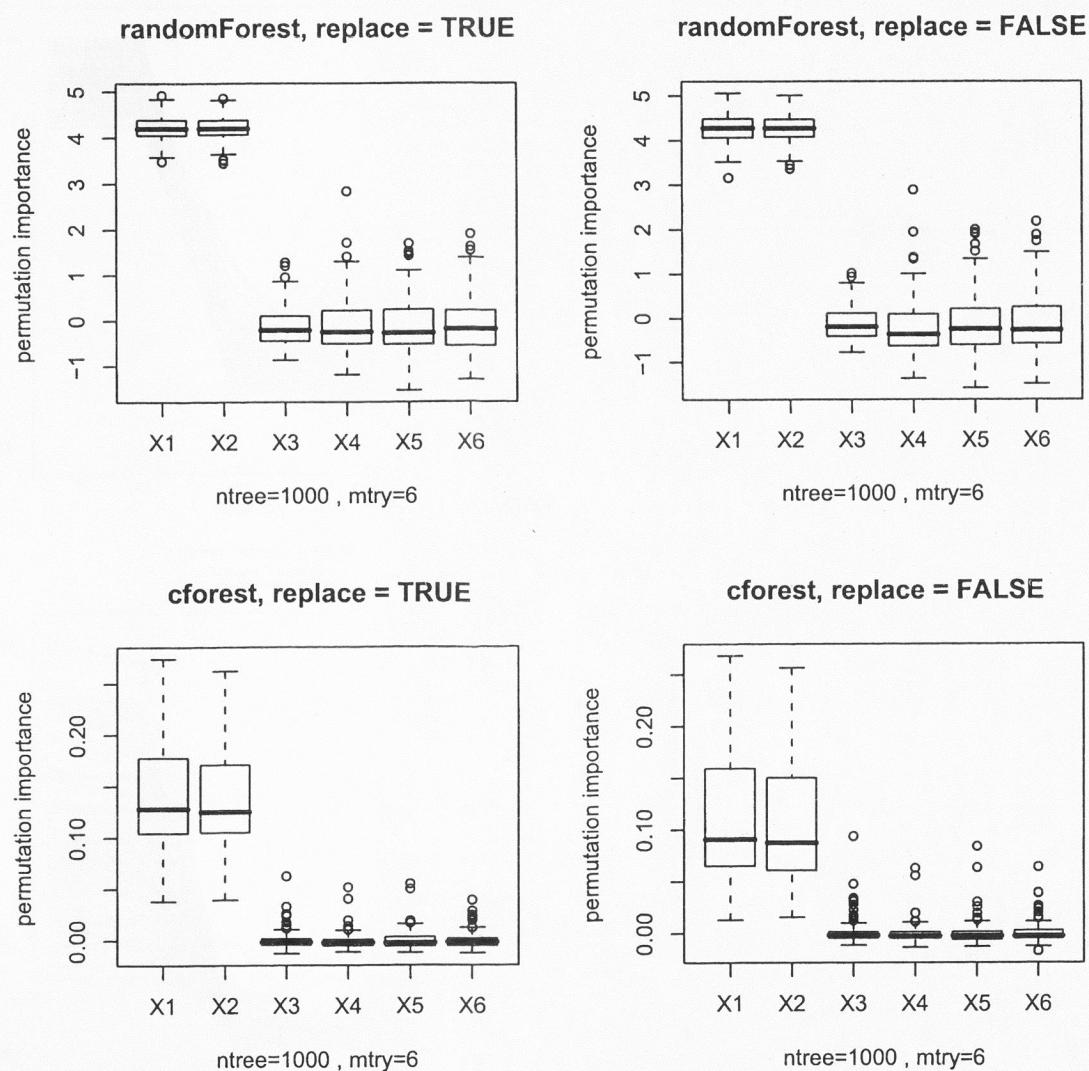 randomForest, replace = TRUE
permutation importance
5
4
3
2
1
0
−1
X1 X2 X3 X4 X5 X6
ntree=1000 , mtry=6
randomForest, replace = FALSE
permutation importance
5
4
3
2
1
0
−1
X1 X2 X3 X4 X5 X6
ntree=1000 , mtry=6
cforest, replace = TRUE
permutation importance
0.20
0.10
0.00
X1 X2 X3 X4 X5 X6
ntree=1000 , mtry=6
cforest, replace = FALSE
permutation importance
0.20
0.10
0.00
X1 X2 X3 X4 X5 X6
ntree=1000 , mtry=6